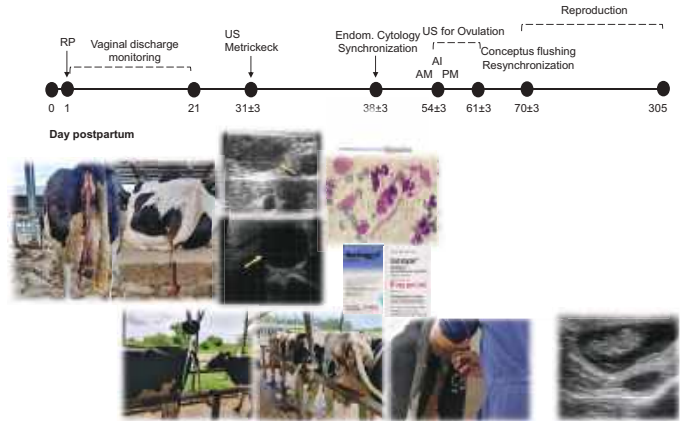 Reproduction
RP
Vaginal discharge
monitoring
US
Metrickeck
Endom. Cytology
Synchronization
US for Ovulation
AI
AM PM
Conceptus flushing
Resynchronization
0 1 21 31±3 38±3 54±3 61±3 70±3 305
Day postpartum